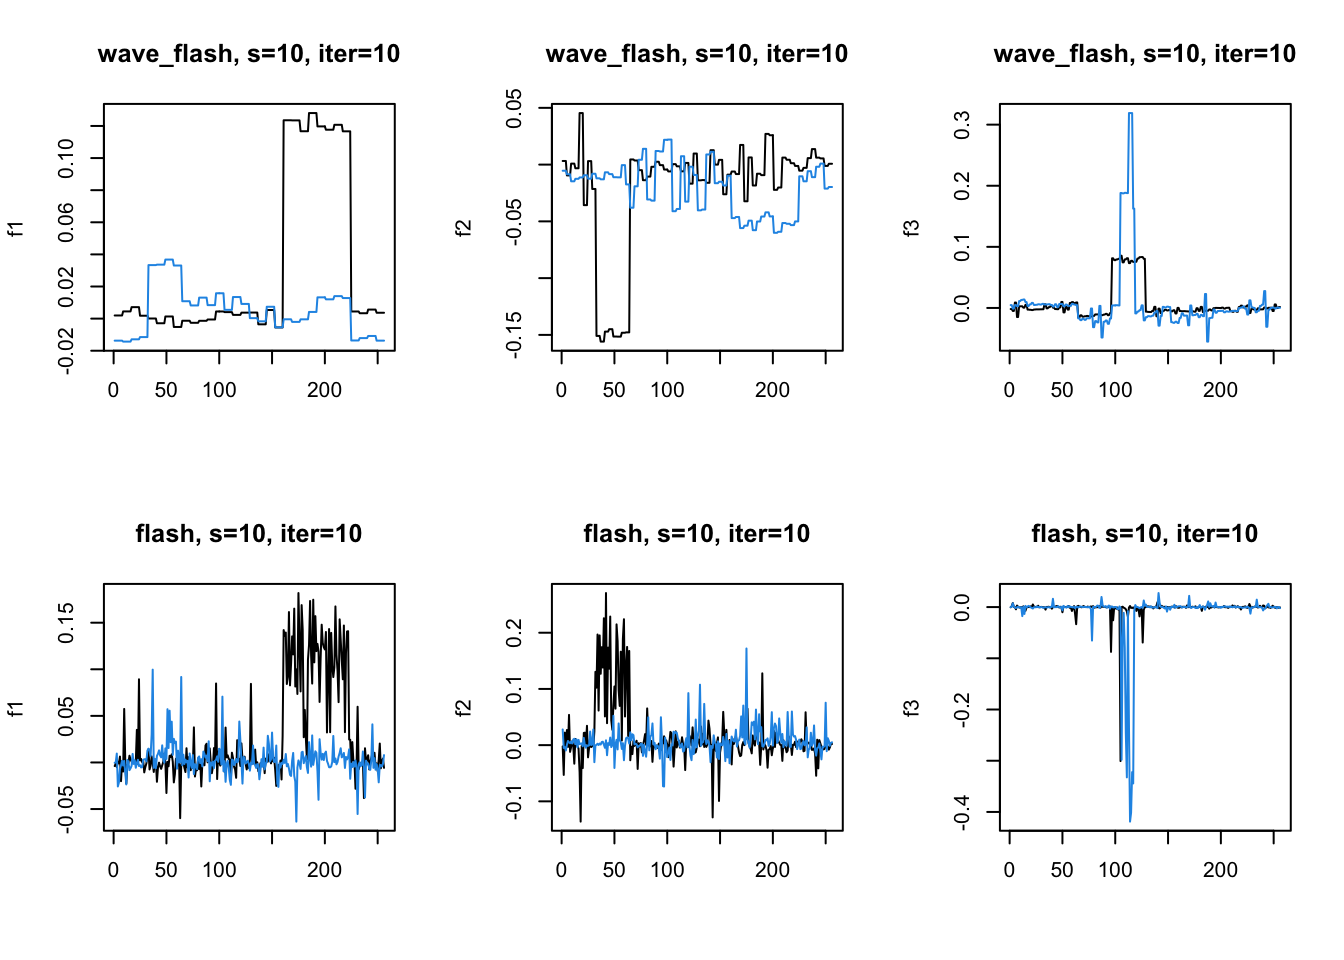 wave_flash, s=10, iter=10
f1
-0.02 0.02 0.06 0.10
0 50 100 200
wave_flash, s=10, iter=10
f2
-0.15 -0.05 0.05
0 50 100 200
wave_flash, s=10, iter=10
f3
0.0 0.1 0.2 0.3
0 50 100 200
flash, s=10, iter=10
f1
-0.05 0.05 0.15
0 50 100 200
flash, s=10, iter=10
f2
-0.1 0.0 0.1 0.2
0 50 100 200
flash, s=10, iter=10
f3
-0.4 -0.2 0.0
0 50 100 200